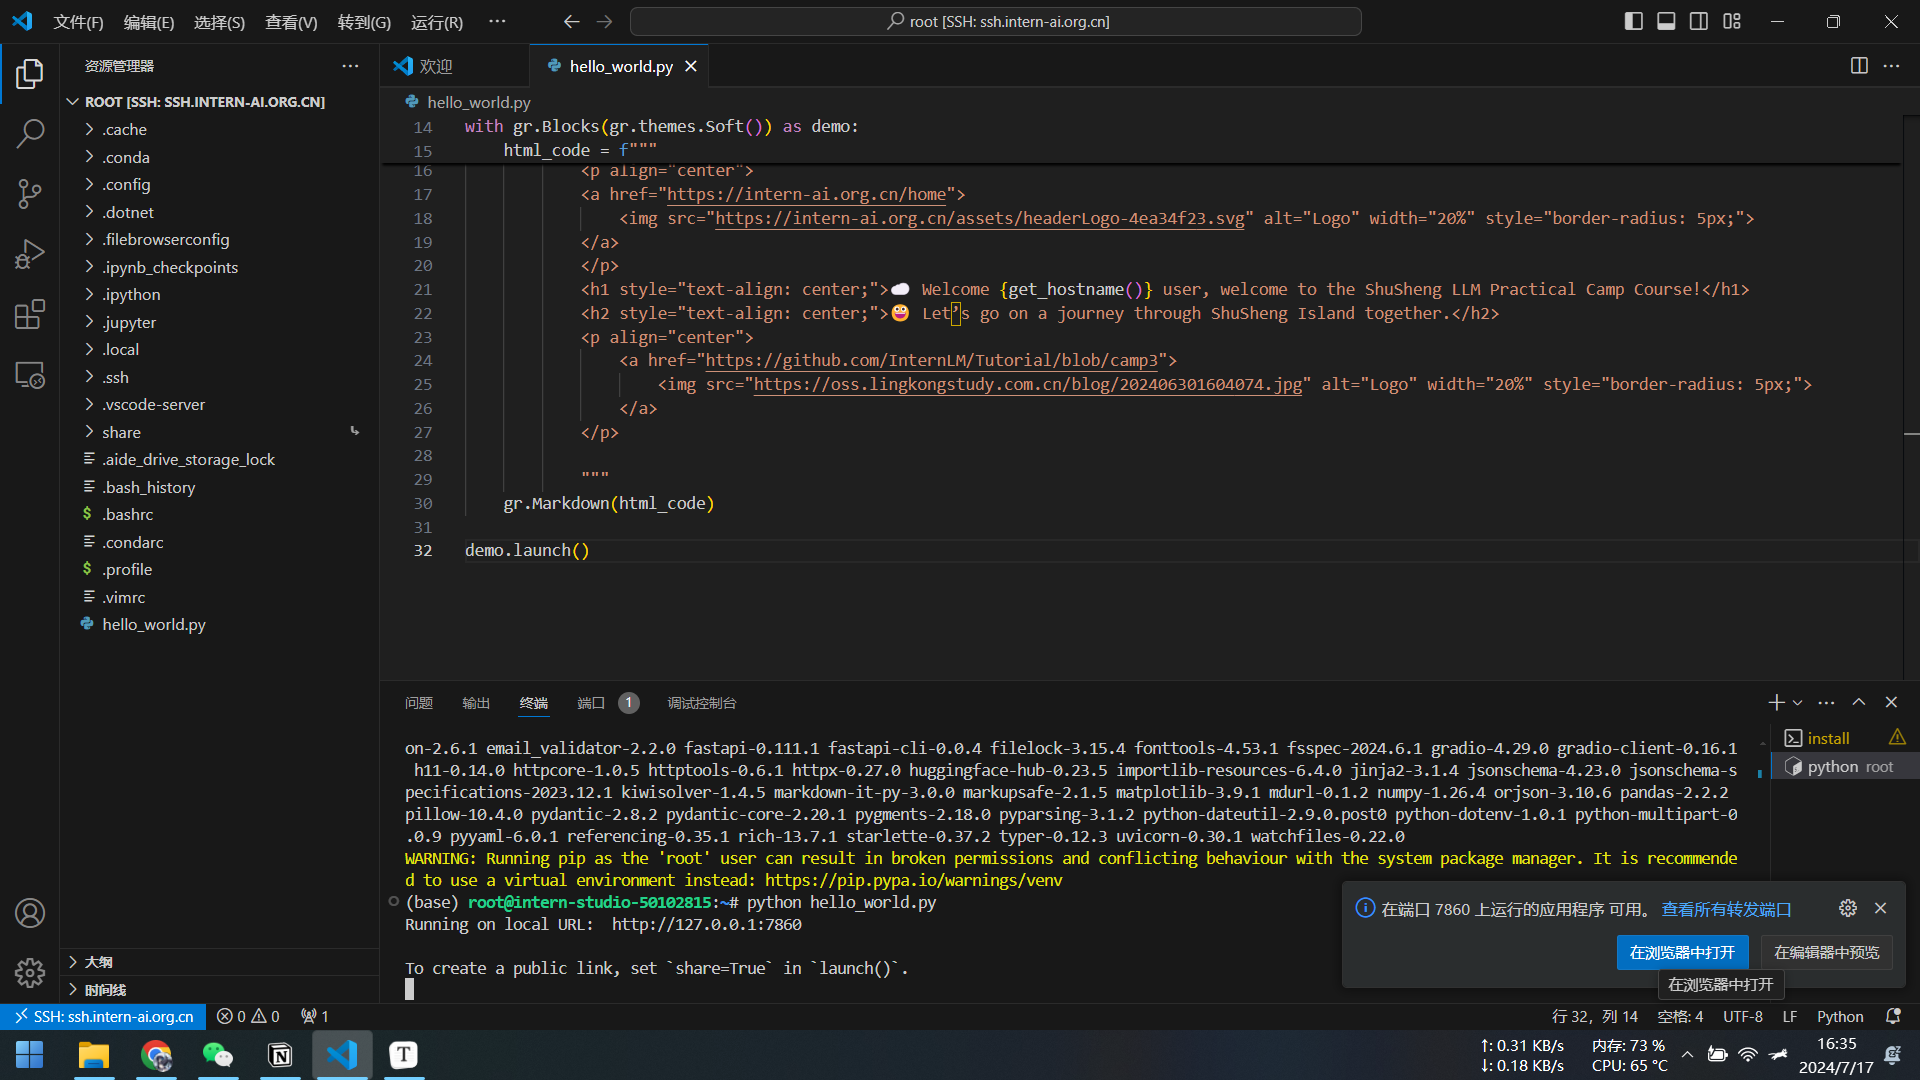 文件(F) 编辑(E) 选择(S) 查看(V) 转到(G) 运行(R) ···
root [SSH: ssh.intern-ai.org.cn]
资源管理器
ROOT [SSH: SSH.INTERN-AI.ORG.CN]
.cache
.conda
.config
.dotnet
.filebrowserconfig
.ipynb_checkpoints
.ipython
.jupyter
.local
.ssh
.vscode-server
share
.aide_drive_storage_lock
.bash_history
$ .bashrc
.condarc
$ .profile
.vimrc
hello_world.py
大纲
时间线
欢迎
hello_world.py
hello_world.py
14 with gr.Blocks(gr.themes.Soft()) as demo:
15 html_code = f"""
16 <p align="center">
17 <a href="https://intern-ai.org.cn/home">
18 <img src="https://intern-ai.org.cn/assets/headerLogo-4ea34f23.svg" alt="Logo" width="20%" style="border-radius: 5px;">
19 </a>
20 </p>
21 <h1 style="text-align: center;">☁️ Welcome {get_hostname()} user, welcome to the ShuSheng LLM Practical Camp Course!</h1>
22 <h2 style="text-align: center;">😀 Let’s go on a journey through ShuSheng Island together.</h2>
23 <p align="center">
24 <a href="https://github.com/InternLM/Tutorial/blob/camp3">
25 <img src="https://oss.lingkongstudy.com.cn/blog/202406301604074.jpg" alt="Logo" width="20%" style="border-radius: 5px;">
26 </a>
27 </p>
28
29 """
30 gr.Markdown(html_code)
31
32 demo.launch()
问题 输出 终端 端口 1 调试控制台
on-2.6.1 email_validator-2.2.0 fastapi-0.111.1 fastapi-cli-0.0.4 filelock-3.15.4 fonttools-4.53.1 fsspec-2024.6.1 gradio-4.29.0 gradio-client-0.16.1
h11-0.14.0 httpcore-1.0.5 httptools-0.6.1 httpx-0.27.0 huggingface-hub-0.23.5 importlib-resources-6.4.0 jinja2-3.1.4 jsonschema-4.23.0 jsonschema-s
pecifications-2023.12.1 kiwisolver-1.4.5 markdown-it-py-3.0.0 markupsafe-2.1.5 matplotlib-3.9.1 mdurl-0.1.2 numpy-1.26.4 orjson-3.10.6 pandas-2.2.2
pillow-10.4.0 pydantic-2.8.2 pydantic-core-2.20.1 pygments-2.18.0 pyparsing-3.1.2 python-dateutil-2.9.0.post0 python-dotenv-1.0.1 python-multipart-0
.0.9 pyyaml-6.0.1 referencing-0.35.1 rich-13.7.1 starlette-0.37.2 typer-0.12.3 uvicorn-0.30.1 watchfiles-0.22.0
WARNING: Running pip as the 'root' user can result in broken permissions and conflicting behaviour with the system package manager. It is recommende
d to use a virtual environment instead: https://pip.pypa.io/warnings/venv
(base) root@intern-studio-50102815:~# python hello_world.py
Running on local URL:  http://127.0.0.1:7860
To create a public link, set `share=True` in `launch()`.
install
python root
在端口 7860 上运行的应用程序 可用。 查看所有转发端口
在浏览器中打开 在编辑器中预览
在浏览器中打开
SSH: ssh.intern-ai.org.cn 0 0 1
行 32，列 14 空格: 4 UTF-8 LF Python
↑: 0.31 KB/s 内存: 73 % 16:35
↓: 0.18 KB/s CPU: 65 °C 2024/7/17